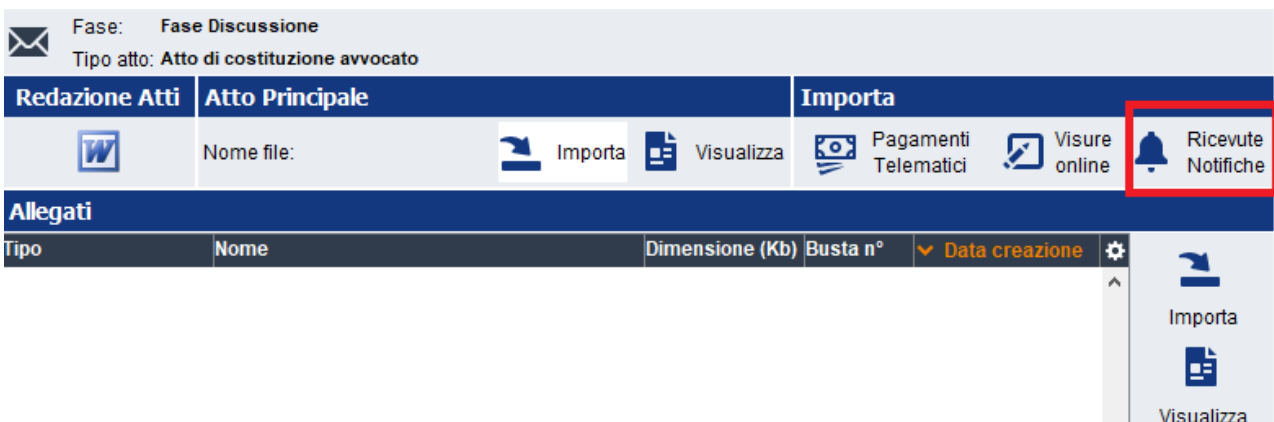 Fase: Fase Discussione
Tipo atto: Atto di costituzione avvocato
Redazione Atti Atto Principale Importa
W Nome file: Importa Visualizza Pagamenti Telematici Visure online Ricevute Notifiche
Allegati
Tipo Nome Dimensione (Kb) Busta n° Data creazione
Importa
Visualizza